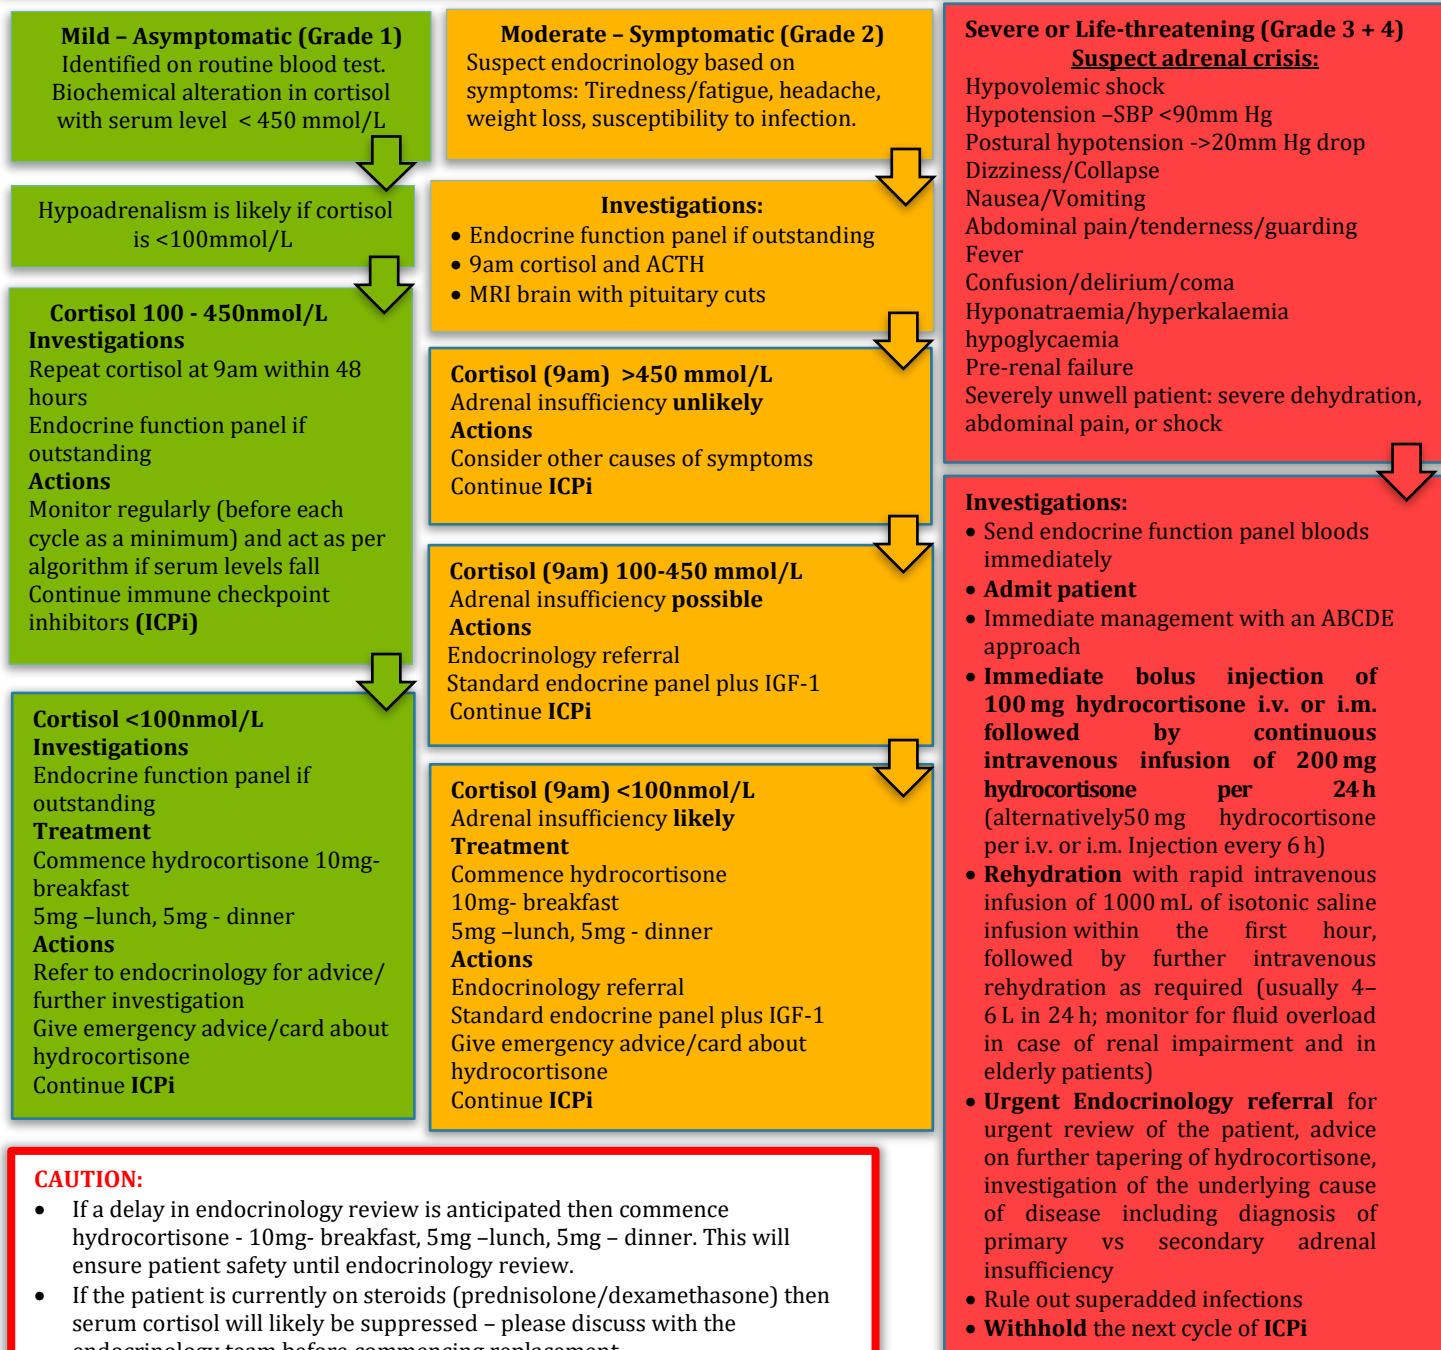 Mild – Asymptomatic (Grade 1)
Identified on routine blood test.
Biochemical alteration in cortisol
with serum level < 450 mmol/L
Hypoadrenalism is likely if cortisol
is <100mmol/L
Cortisol 100 - 450nmol/L
Investigations
Repeat cortisol at 9am within 48
hours
Endocrine function panel if
outstanding
Actions
Monitor regularly (before each
cycle as a minimum) and act as per
algorithm if serum levels fall
Continue immune checkpoint
inhibitors (ICPi)
Cortisol <100nmol/L
Investigations
Endocrine function panel if
outstanding
Treatment
Commence hydrocortisone 10mg-
breakfast
5mg –lunch, 5mg - dinner
Actions
Refer to endocrinology for advice/
further investigation
Give emergency advice/card about
hydrocortisone
Continue ICPi
Moderate – Symptomatic (Grade 2)
Suspect endocrinology based on
symptoms: Tiredness/fatigue, headache,
weight loss, susceptibility to infection.
Investigations:
• Endocrine function panel if outstanding
• 9am cortisol and ACTH
• MRI brain with pituitary cuts
Cortisol (9am) >450 mmol/L
Adrenal insufficiency unlikely
Actions
Consider other causes of symptoms
Continue ICPi
Cortisol (9am) 100-450 mmol/L
Adrenal insufficiency possible
Actions
Endocrinology referral
Standard endocrine panel plus IGF-1
Continue ICPi
Cortisol (9am) <100nmol/L
Adrenal insufficiency likely
Treatment
Commence hydrocortisone
10mg- breakfast
5mg –lunch, 5mg - dinner
Actions
Endocrinology referral
Standard endocrine panel plus IGF-1
Give emergency advice/card about
hydrocortisone
Continue ICPi
Severe or Life-threatening (Grade 3 + 4)
Suspect adrenal crisis:
Hypovolemic shock
Hypotension –SBP <90mm Hg
Postural hypotension ->20mm Hg drop
Dizziness/Collapse
Nausea/Vomiting
Abdominal pain/tenderness/guarding
Fever
Confusion/delirium/coma
Hyponatraemia/hyperkalaemia
hypoglycaemia
Pre-renal failure
Severely unwell patient: severe dehydration,
abdominal pain, or shock
Investigations:
• Send endocrine function panel bloods
immediately
• Admit patient
• Immediate management with an ABCDE
approach
• Immediate bolus injection of
100 mg hydrocortisone i.v. or i.m.
followed by continuous
intravenous infusion of 200 mg
hydrocortisone per 24 h
(alternatively50 mg hydrocortisone
per i.v. or i.m. Injection every 6 h)
• Rehydration with rapid intravenous
infusion of 1000 mL of isotonic saline
infusion within the first hour,
followed by further intravenous
rehydration as required (usually 4–
6 L in 24 h; monitor for fluid overload
in case of renal impairment and in
elderly patients)
• Urgent Endocrinology referral for
urgent review of the patient, advice
on further tapering of hydrocortisone,
investigation of the underlying cause
of disease including diagnosis of
primary vs secondary adrenal
insufficiency
• Rule out superadded infections
• Withhold the next cycle of ICPi
CAUTION:
• If a delay in endocrinology review is anticipated then commence
hydrocortisone - 10mg- breakfast, 5mg –lunch, 5mg – dinner. This will
ensure patient safety until endocrinology review.
• If the patient is currently on steroids (prednisolone/dexamethasone) then
serum cortisol will likely be suppressed – please discuss with the
endocrinology team before commencing replacement